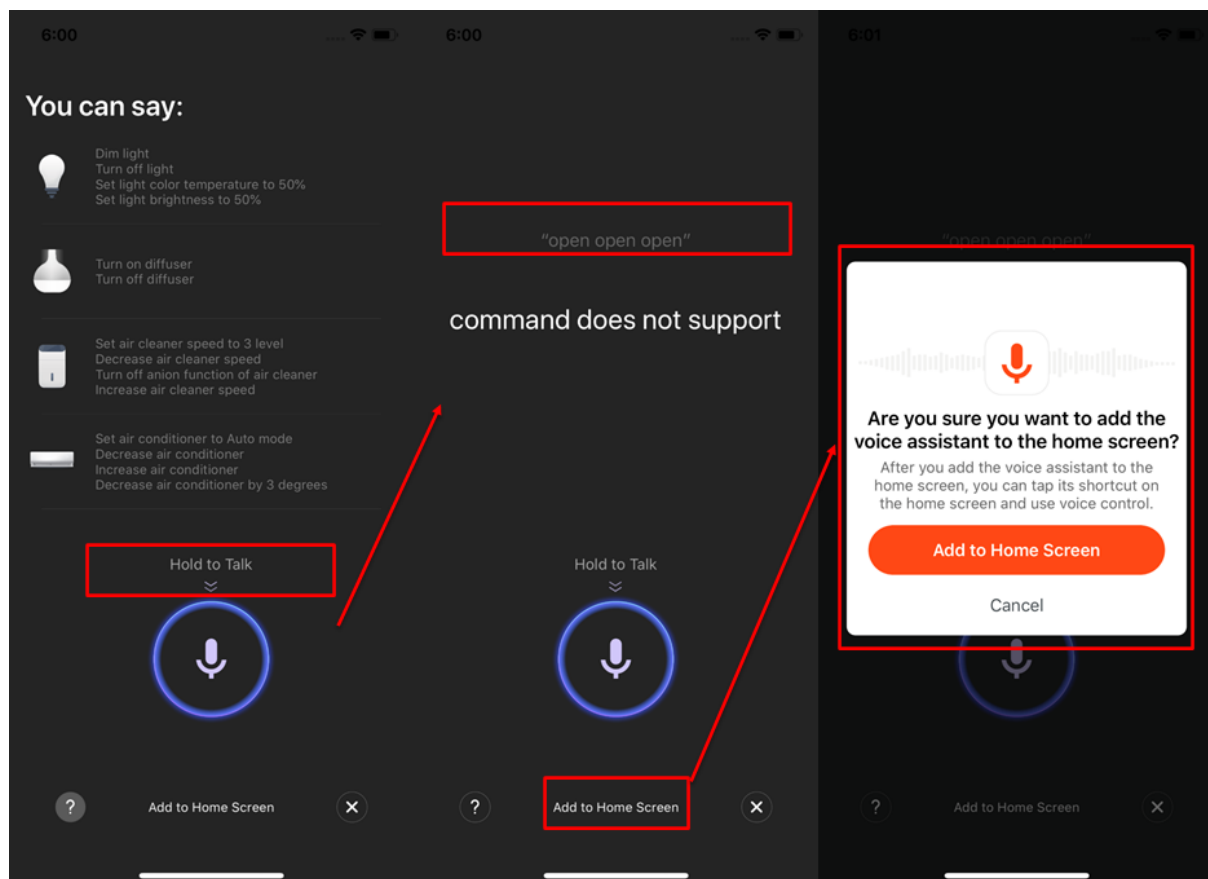 6:00
You can say:
Dim light
Turn off light
Set light color temperature to 50%
Set light brightness to 50%
Turn on diffuser
Turn off diffuser
Set air cleaner speed to 3 level
Decrease air cleaner speed
Turn off anion function of air cleaner
Increase air cleaner speed
Set air conditioner to Auto mode
Decrease air conditioner
Increase air conditioner
Decrease air conditioner by 3 degrees
Hold to Talk
?
Add to Home Screen
6:00
“open open open”
command does not support
Hold to Talk
?
Add to Home Screen
6:01
“open open open”
Are you sure you want to add the
voice assistant to the home screen?
After you add the voice assistant to the
home screen, you can tap its shortcut on
the home screen and use voice control.
Add to Home Screen
Cancel
?
Add to Home Screen